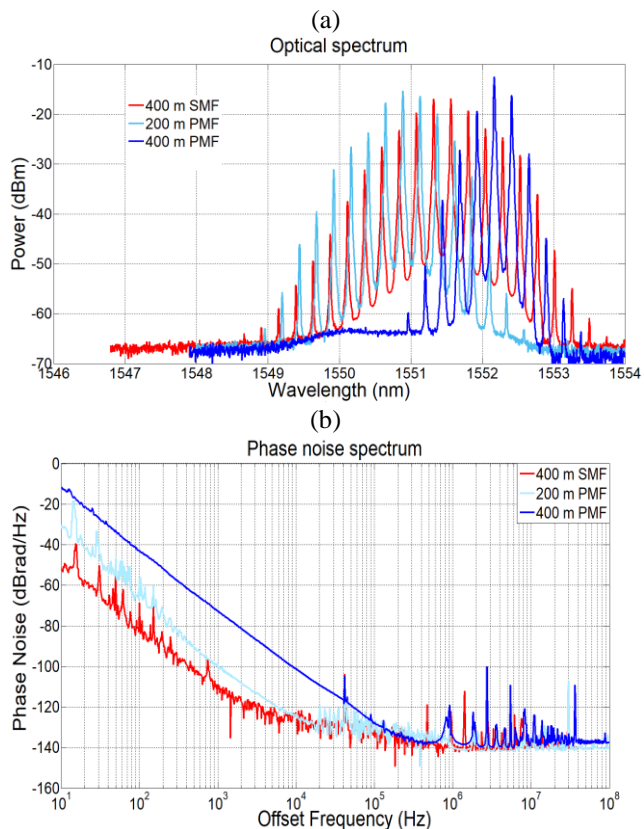 (a)
Optical spectrum
-10
-20
-30
-40
-50
-60
-70
Power (dBm)
400 m SMF
200 m PMF
400 m PMF
1546 1547 1548 1549 1550 1551 1552 1553 1554
Wavelength (nm)
(b)
Phase noise spectrum
0
-20
-40
-60
-80
-100
-120
-140
-160
Phase Noise (dBrad/Hz)
400 m SMF
200 m PMF
400 m PMF
10^1 10^2 10^3 10^4 10^5 10^6 10^7 10^8
Offset Frequency (Hz)